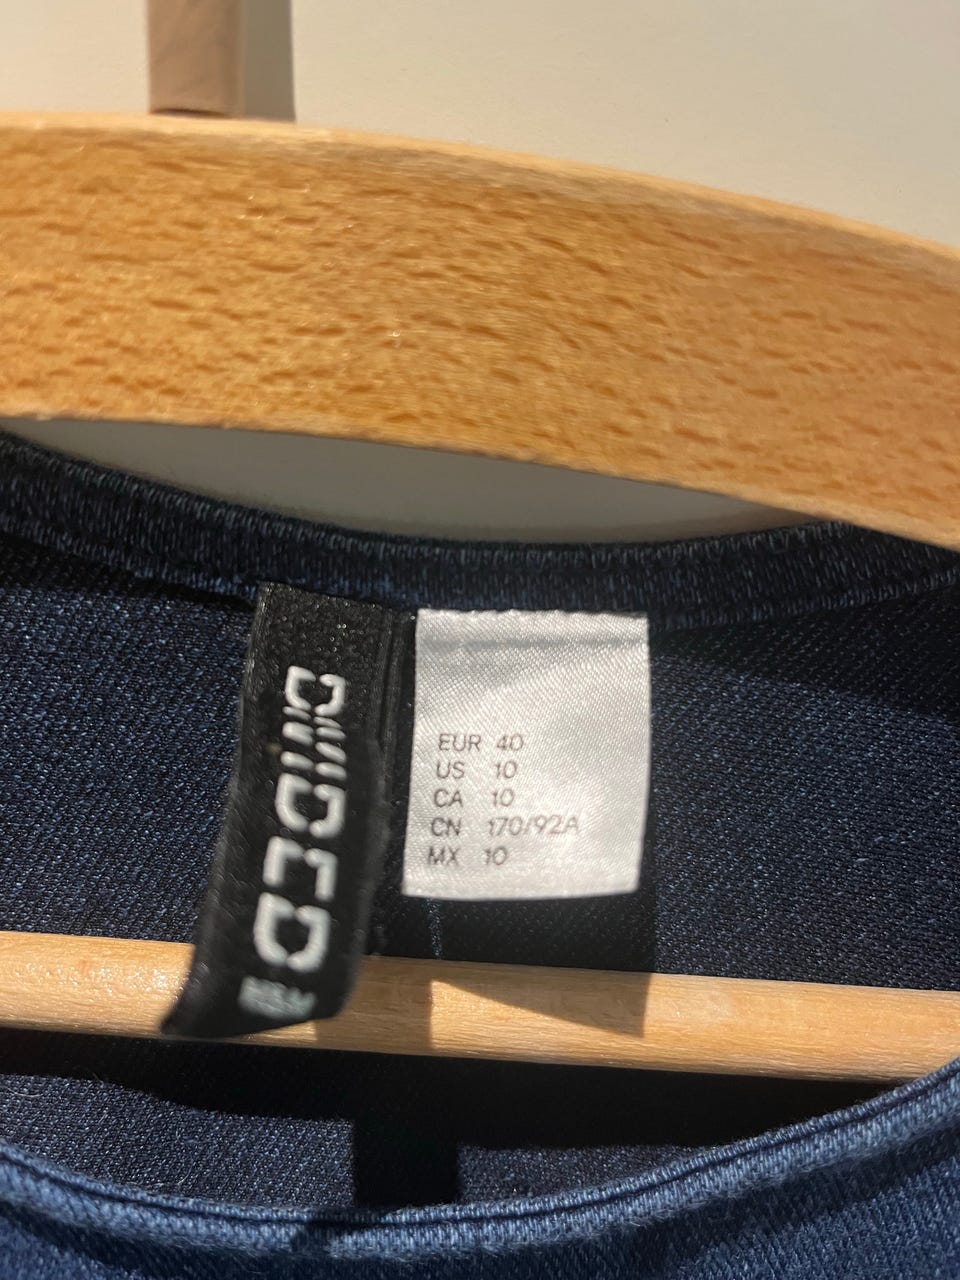 DIVIDED
H&M
EUR 40
US 10
CA 10
CN 170/92A
MX 10